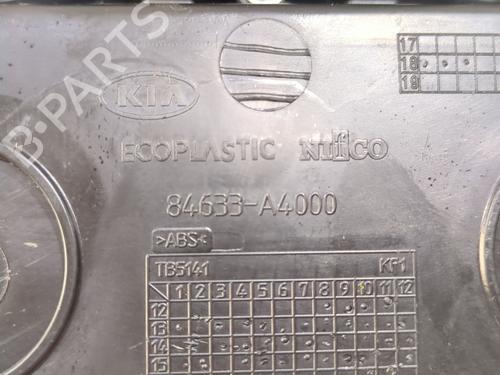 17
18
19
KIA
ECOPLASTIC Nifco
84633-A4000
>ABS<
TB5141 KF1
1 2 3 4 5 6 7 8 9 10 11 12
12
13
14
15
B-PARTS